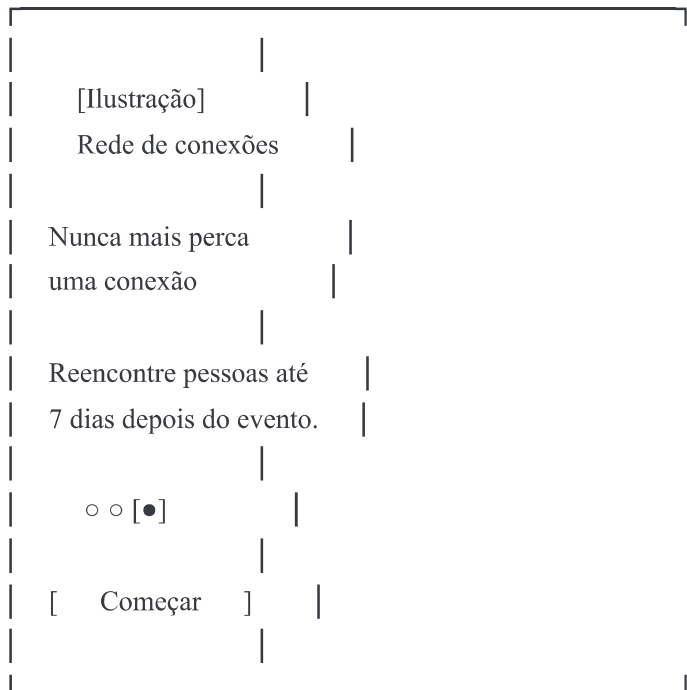 [Ilustração]
Rede de conexões
Nunca mais perca
uma conexão
Reencontre pessoas até
7 dias depois do evento.
○ ○ [●]
[ Começar ]